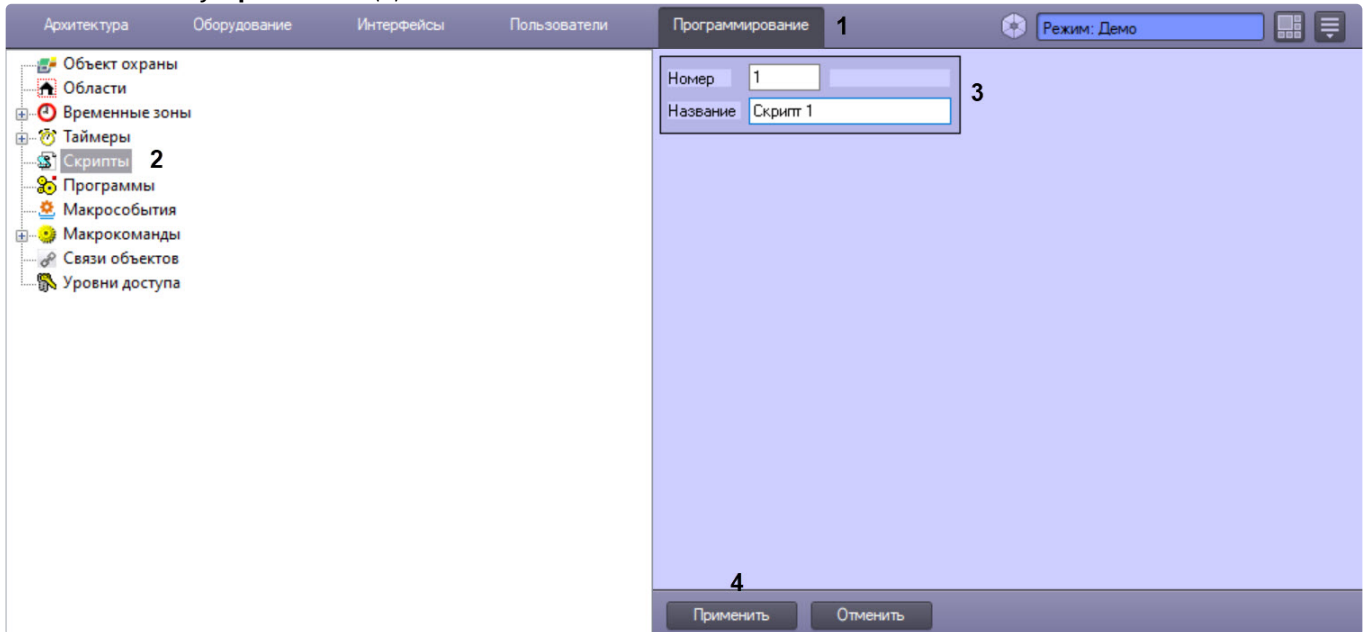 Архитектура Оборудование Интерфейсы Пользователи Программирование 1 Режим: Демо
Объект охраны
Области
Временные зоны
Таймеры
Скрипты 2
Программы
Макрособытия
Макрокоманды
Связи объектов
Уровни доступа
Номер 1
Название Скрипт 1
3
4
Применить Отменить